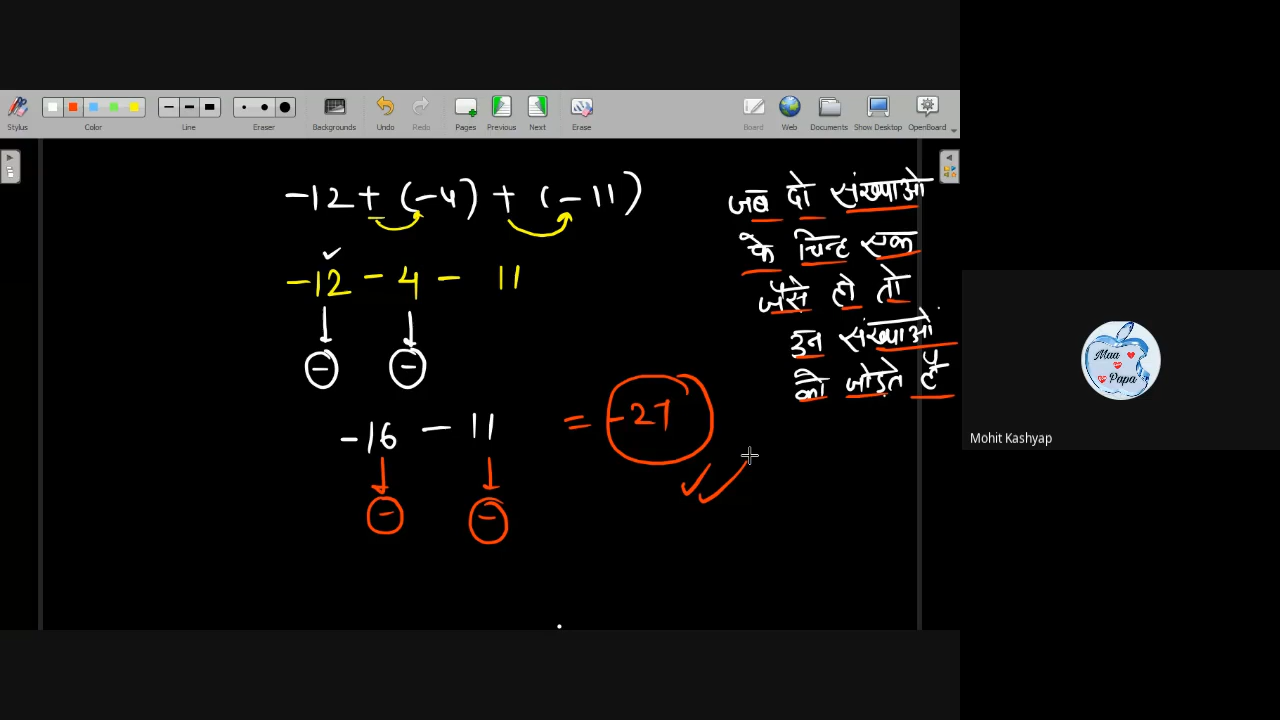 Stylus
Color
Line
Eraser
Backgrounds
Undo
Redo
Pages
Previous
Next
Erase
Board
Web
Documents
Show Desktop
OpenBoard
-12 + (-4) + (-11)
-12 - 4 - 11
- -
-16 - 11 = -27
- -
जब दो संख्याओ
के चिन्ह एक
जैसे हो तो
उन संख्याओं
को जोड़ते है
Maa
Papa
Mohit Kashyap